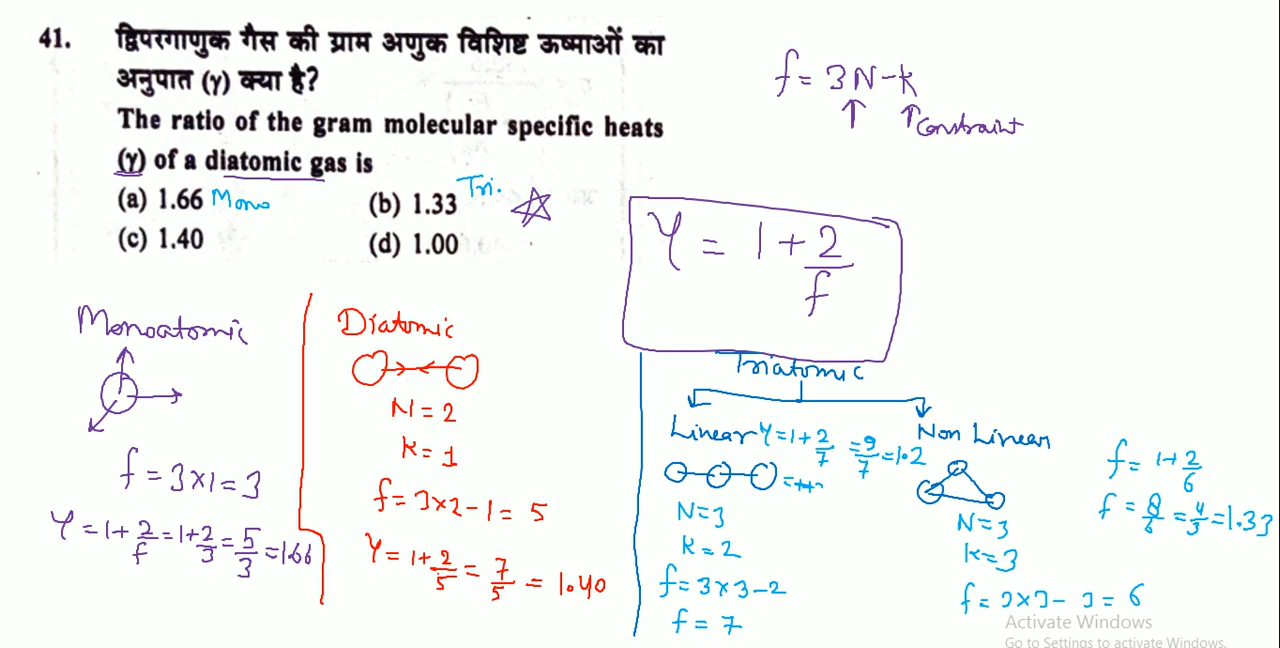 41. द्विपरगाणुक गैस की ग्राम अणुक विशिष्ट ऊष्माओं का
अनुपात (γ) क्या है?
The ratio of the gram molecular specific heats
(γ) of a diatomic gas is
(a) 1.66 Mono (b) 1.33 Tri.
(c) 1.40 (d) 1.00
f = 3N - k
Constraint
γ = 1 + 2/f
Monoatomic
f = 3×1 = 3
γ = 1 + 2/f = 1 + 2/3 = 5/3 = 1.66
Diatomic
N = 2
K = 1
f = 3×2 - 1 = 5
γ = 1 + 2/5 = 7/5 = 1.40
Triatomic
Linear γ = 1 + 2/7 = 9/7 = 1.2
N = 3
K = 2
f = 3×3 - 2
f = 7
Non Linear
N = 3
K = 3
f = 3×3 - 3 = 6
f = 1 + 2/6
f = 8/6 = 4/3 = 1.33
Activate Windows
Go to Settings to activate Windows.